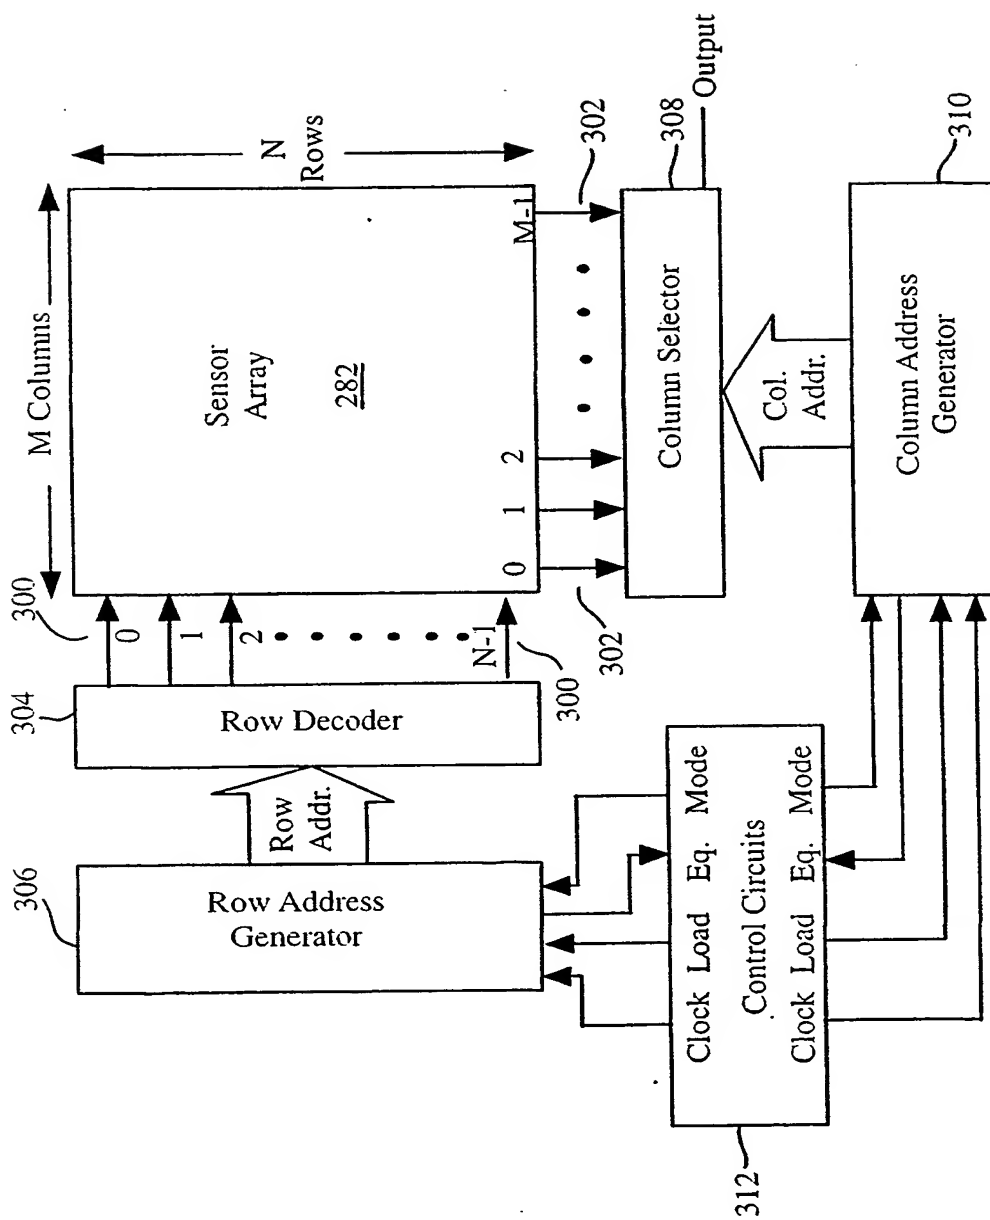 306
Row Address
Generator
Row
Addr.
304
Row Decoder
300
0
1
2
N-1
300
M Columns
N
Rows
Sensor
Array
282
0
1
2
M-1
302
302
Column Selector
308
Output
Col.
Addr.
Column Address
Generator
310
Clock Load Eq. Mode
Control Circuits
Clock Load Eq. Mode
312